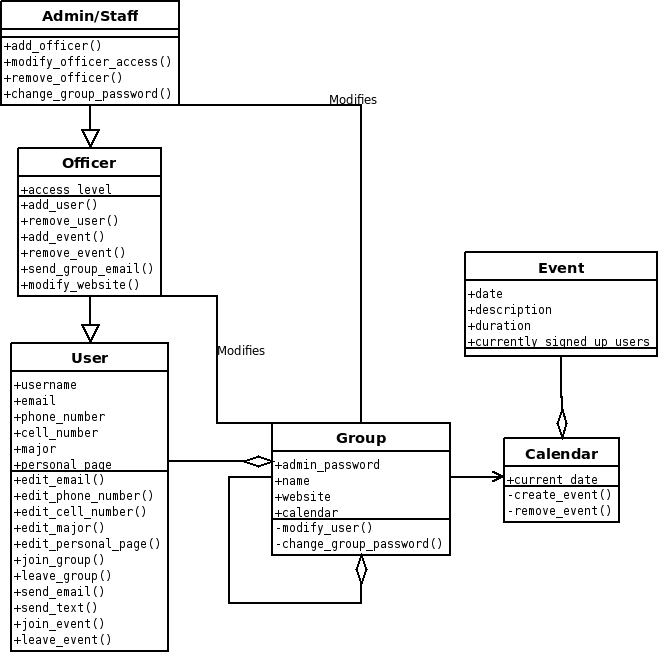 Admin/Staff
+add_officer()
+modify_officer_access()
+remove_officer()
+change_group_password()
Modifies
Officer
+access_level
+add_user()
+remove_user()
+add_event()
+remove_event()
+send_group_email()
+modify_website()
Modifies
User
+username
+email
+phone_number
+cell_number
+major
+personal_page
+edit_email()
+edit_phone_number()
+edit_cell_number()
+edit_major()
+edit_personal_page()
+join_group()
+leave_group()
+send_email()
+send_text()
+join_event()
+leave_event()
Group
+admin_password
+name
+website
+calendar
-modify_user()
-change_group_password()
Event
+date
+description
+duration
+currently_signed_up_users
Calendar
+current_date
-create_event()
-remove_event()